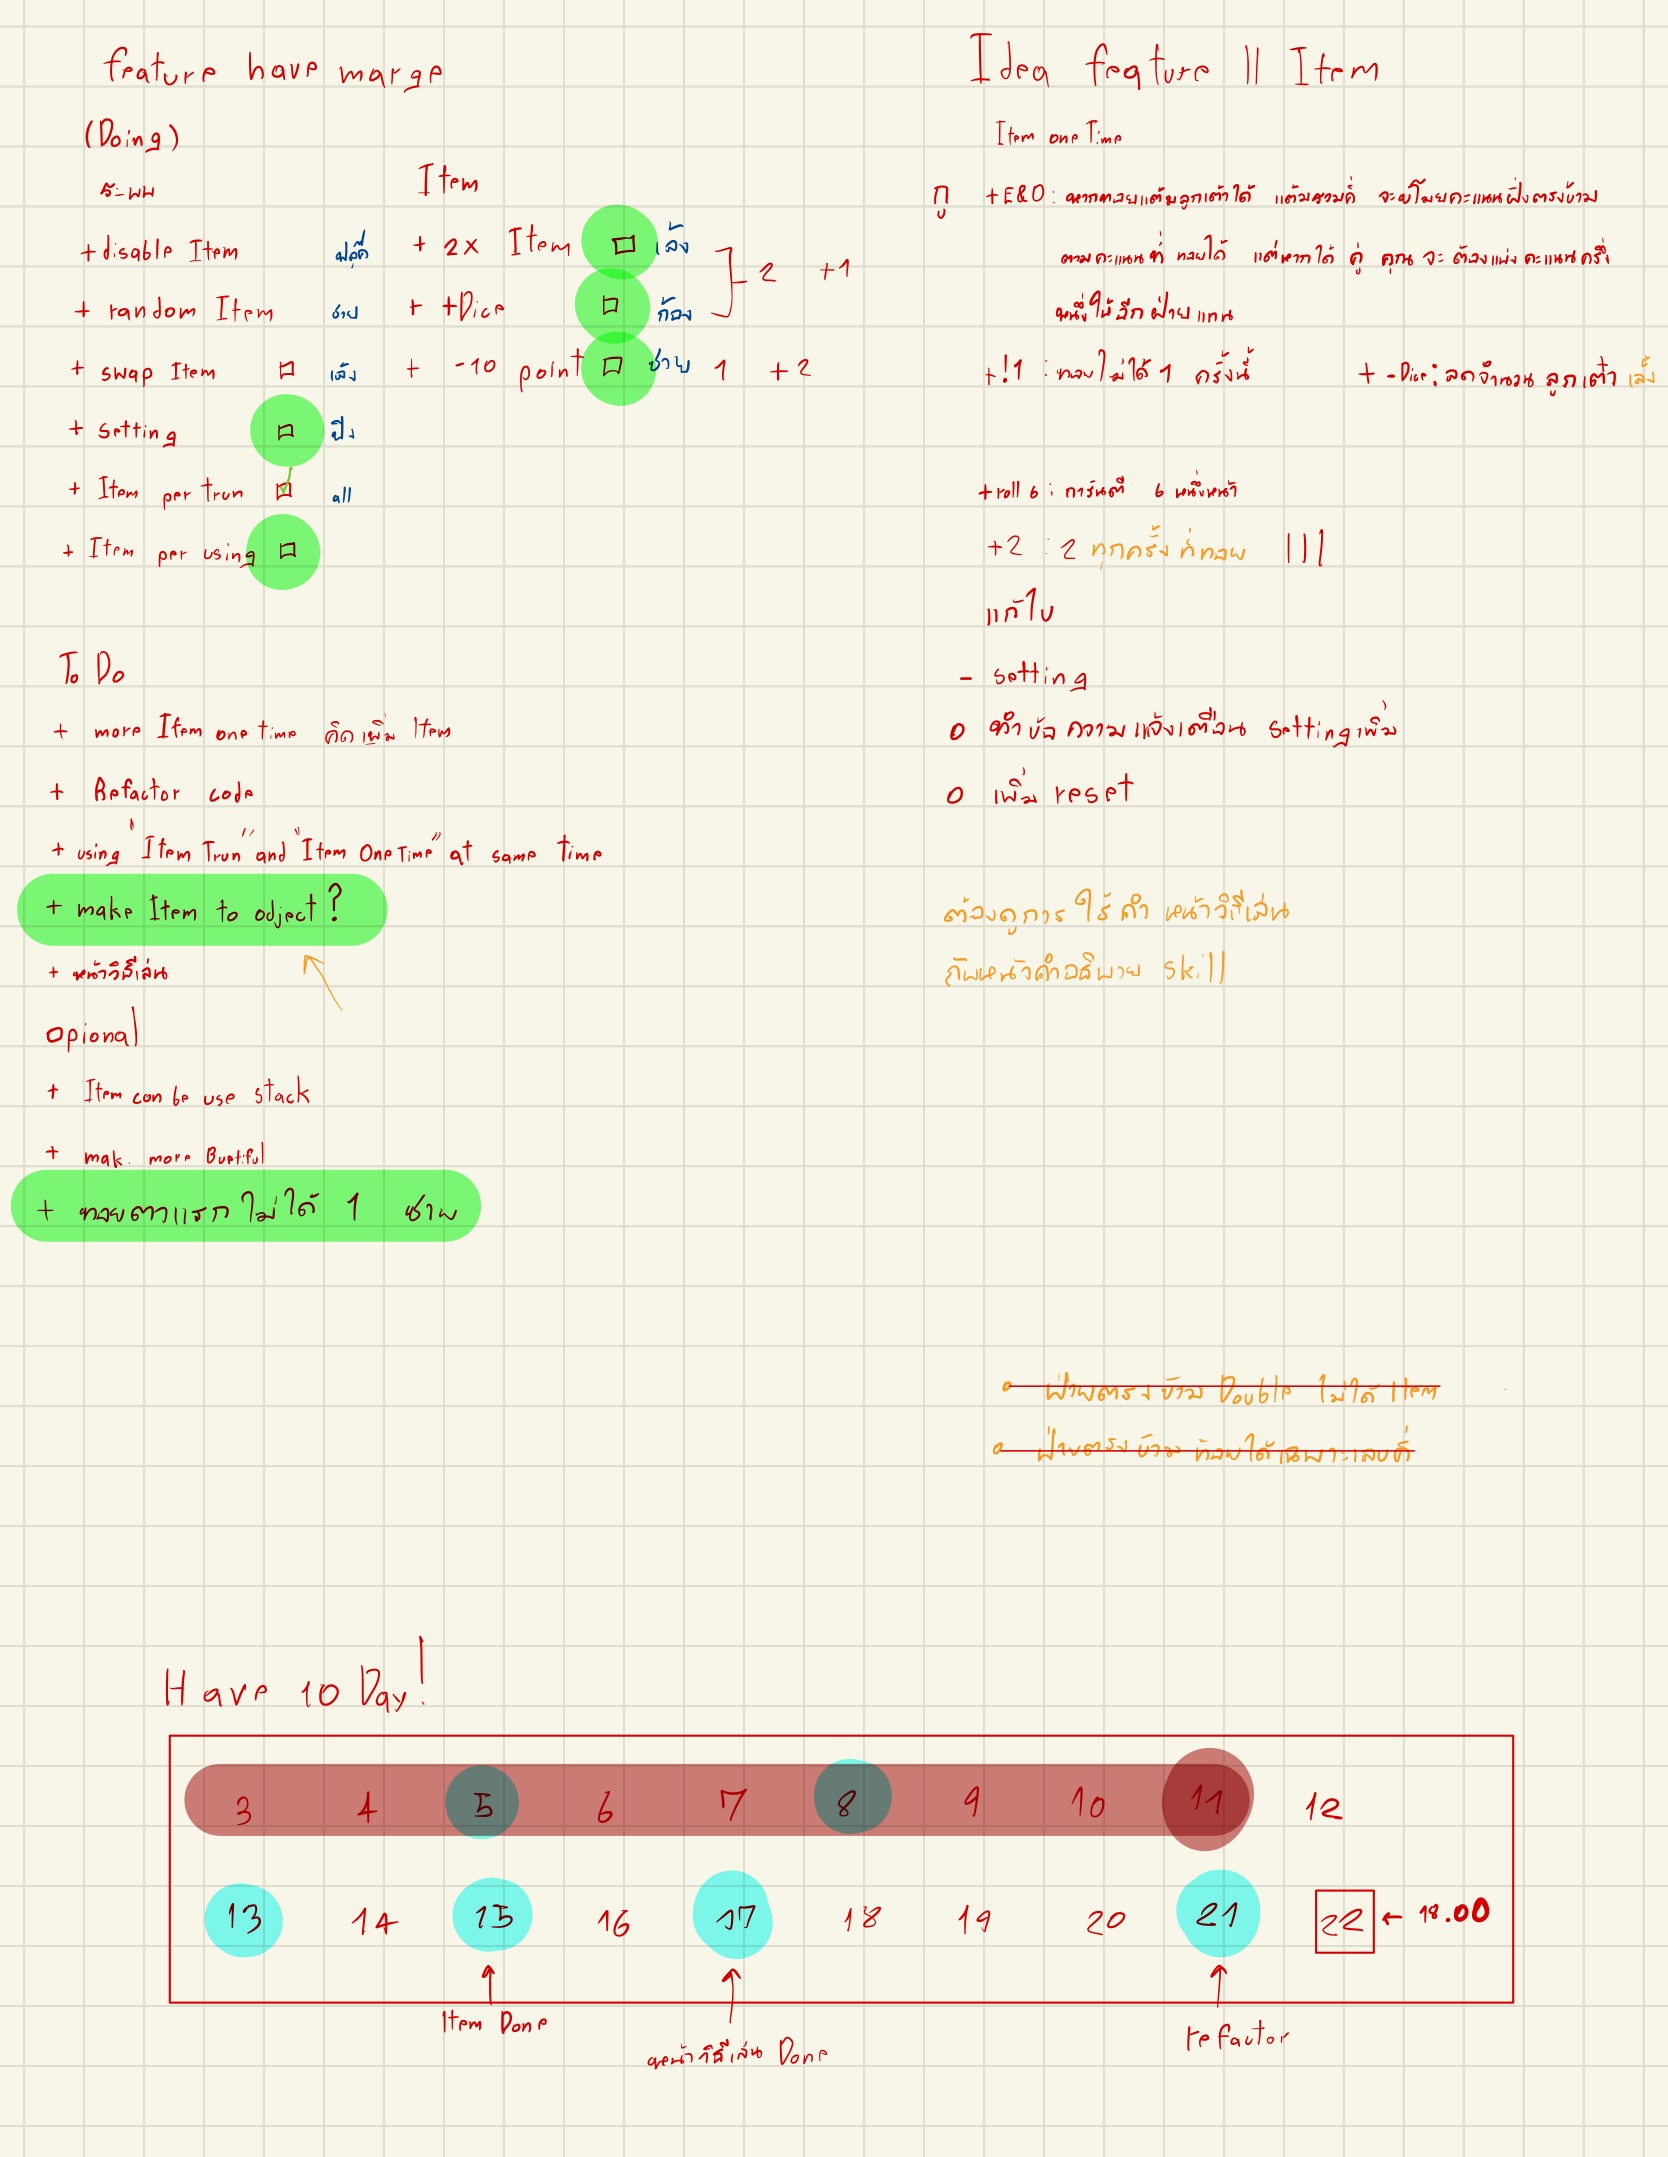 feature have marge
(Doing)
ระบบ
Item
+ disable Item
+ random Item ชาย
+ swap Item เล้ง
+ setting ปิง
+ Item per trun all
+ Item per using
+ 2x Item เล้ง
+ +Dice ก้อง
2 +1
+ -10 point ชาย 1 +2
To Do
+ more Item one time คิดเพิ่ม Item
+ Refactor code
+ using "Item Trun" and "Item One Time" at same time
+ make Item to odject?
+ หน้าวิธีเล่น
Opional
+ Item can be use stack
+ mak. more Buetiful
+ ทอยตาแรกไม่ได้ 1 ชาย
Idea feature || Item
Item one Time
กู +E&O : หากทอยแต้มลูกเต๋าได้ แต้มรวมคี่ จะขโมยคะแนนฝั่งตรงข้าม
ตามคะแนนที่ทอยได้ แต่หากได้ คู่ คุณจะต้องแบ่งคะแนนครึ่ง
หนึ่งให้อีกฝ่ายแทน
+!1 : ทอยไม่ได้ 1 ครั้งนี้
+ -Dice : ลดจำนวน ลูกเต๋า เล้ง
+roll 6 : การันตี 6 หนึ่งหน้า
+2 : 2 ทุกครั้งที่ทอย |||
แก้ไข
- setting
o ทำข้อความแจ้งเตือน setting เพิ่ม
o เพิ่ม reset
ต้องดูการใช้คำ หน้าวิธีเล่น
กับหน้าคำอธิบาย skill
o ฝ่ายตรงข้าม Double ไม่ได้ Item
o ฝ่ายตรงข้าม ทอยได้เฉพาะเลขคี่
Have 10 Day!
3 4 5 6 7 8 9 10 11 12
13 14 15 16 17 18 19 20 21 22 ← 18.00
Item Done
หน้าวิธีเล่น Done
refactor